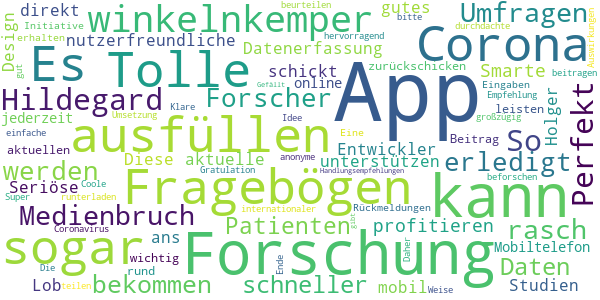 direkt
Initiative
winkelnkemper
beurteilen
bitte
gutes
Umfragen
durchdachte
Auswirkungen
Design
gut
erhalten
nutzerfreundliche
hervorragend
Datenerfassung
Corona
Es
Tolle
schickt
online
zurückschicken
Smarte
beitragen
Hildegard
Forscher
App
Gefällt
Eingaben
Klare
Idee
Empfehlung
großzügig
jederzeit
leisten
Holger
Perfekt
einfache
Umsetzung
ausfüllen
Eine
Beitrag
So
aktuellen
anonyme
Entwickler
werden
Diese
aktuelle
unterstützen
erledigt
Seriöse
Coole
Gratulation
Fragebogen
..
Handlungsempfehlungen
kann
beforschen
Super
runterladen
Medienbruch
internationaler
Rückmeldungen
Patienten
gibt
profitieren
rasch
sogar
Coronavirus
ans
Forschung
Daher
Mobiltelefon
Die
wichtig
rund
schneller
Daten
Lob
teilen
bekommen
Ende
mobil
Weise
Studien